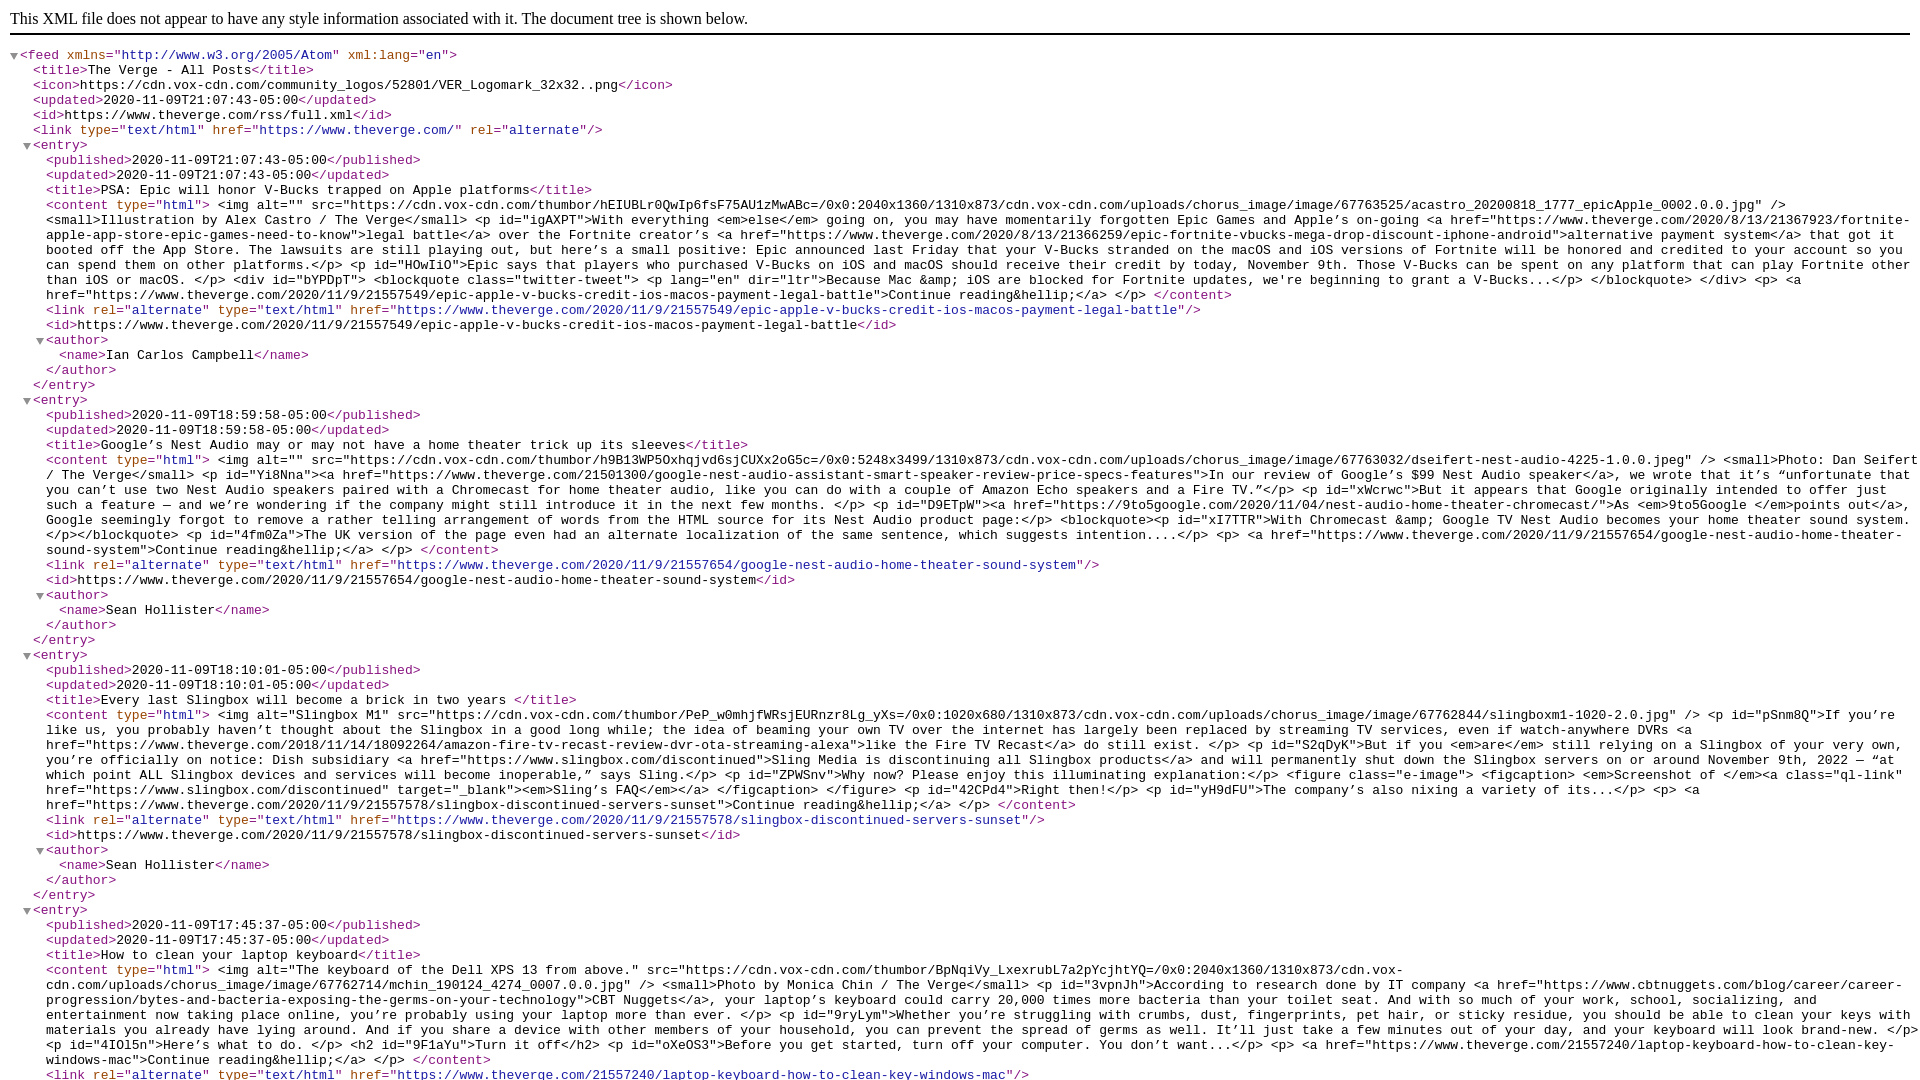 This XML file does not appear to have any style information associated with it. The document tree is shown below.
<feed xmlns="http://www.w3.org/2005/Atom" xml:lang="en">
<title>The Verge - All Posts</title>
<icon>https://cdn.vox-cdn.com/community_logos/52801/VER_Logomark_32x32..png</icon>
<updated>2020-11-09T21:07:43-05:00</updated>
<id>https://www.theverge.com/rss/full.xml</id>
<link type="text/html" href="https://www.theverge.com/" rel="alternate"/>
<entry>
<published>2020-11-09T21:07:43-05:00</published>
<updated>2020-11-09T21:07:43-05:00</updated>
<title>PSA: Epic will honor V-Bucks trapped on Apple platforms</title>
<content type="html"> <img alt="" src="https://cdn.vox-cdn.com/thumbor/hEIUBLr0QwIp6fsF75AU1zMwABc=/0x0:2040x1360/1310x873/cdn.vox-cdn.com/uploads/chorus_image/image/67763525/acastro_20200818_1777_epicApple_0002.0.0.jpg" />
<small>Illustration by Alex Castro / The Verge</small> <p id="igAXPT">With everything <em>else</em> going on, you may have momentarily forgotten Epic Games and Apple’s on-going <a href="https://www.theverge.com/2020/8/13/21367923/fortnite-
apple-app-store-epic-games-need-to-know">legal battle</a> over the Fortnite creator’s <a href="https://www.theverge.com/2020/8/13/21366259/epic-fortnite-vbucks-mega-drop-discount-iphone-android">alternative payment system</a> that got it
booted off the App Store. The lawsuits are still playing out, but here’s a small positive: Epic announced last Friday that your V-Bucks stranded on the macOS and iOS versions of Fortnite will be honored and credited to your account so you
can spend them on other platforms.</p> <p id="HOwIiO">Epic says that players who purchased V-Bucks on iOS and macOS should receive their credit by today, November 9th. Those V-Bucks can be spent on any platform that can play Fortnite other
than iOS or macOS. </p> <div id="bYPDpT"> <blockquote class="twitter-tweet"> <p lang="en" dir="ltr">Because Mac &amp; iOS are blocked for Fortnite updates, we're beginning to grant a V-Bucks...</p> </blockquote> </div> <p> <a
href="https://www.theverge.com/2020/11/9/21557549/epic-apple-v-bucks-credit-ios-macos-payment-legal-battle">Continue reading&hellip;</a> </p> </content>
<link rel="alternate" type="text/html" href="https://www.theverge.com/2020/11/9/21557549/epic-apple-v-bucks-credit-ios-macos-payment-legal-battle"/>
<id>https://www.theverge.com/2020/11/9/21557549/epic-apple-v-bucks-credit-ios-macos-payment-legal-battle</id>
<author>
<name>Ian Carlos Campbell</name>
</author>
</entry>
<entry>
<published>2020-11-09T18:59:58-05:00</published>
<updated>2020-11-09T18:59:58-05:00</updated>
<title>Google’s Nest Audio may or may not have a home theater trick up its sleeves</title>
<content type="html"> <img alt="" src="https://cdn.vox-cdn.com/thumbor/h9B13WP5Oxhqjvd6sjCUXx2oG5c=/0x0:5248x3499/1310x873/cdn.vox-cdn.com/uploads/chorus_image/image/67763032/dseifert-nest-audio-4225-1.0.0.jpeg" /> <small>Photo: Dan Seifert
/ The Verge</small> <p id="Yi8Nna"><a href="https://www.theverge.com/21501300/google-nest-audio-assistant-smart-speaker-review-price-specs-features">In our review of Google’s $99 Nest Audio speaker</a>, we wrote that it’s “unfortunate that
you can’t use two Nest Audio speakers paired with a Chromecast for home theater audio, like you can do with a couple of Amazon Echo speakers and a Fire TV.”</p> <p id="xWcrwc">But it appears that Google originally intended to offer just
such a feature — and we’re wondering if the company might still introduce it in the next few months. </p> <p id="D9ETpW"><a href="https://9to5google.com/2020/11/04/nest-audio-home-theater-chromecast/">As <em>9to5Google </em>points out</a>,
Google seemingly forgot to remove a rather telling arrangement of words from the HTML source for its Nest Audio product page:</p> <blockquote><p id="xI7TTR">With Chromecast &amp; Google TV Nest Audio becomes your home theater sound system.
</p></blockquote> <p id="4fm0Za">The UK version of the page even had an alternate localization of the same sentence, which suggests intention....</p> <p> <a href="https://www.theverge.com/2020/11/9/21557654/google-nest-audio-home-theater-
sound-system">Continue reading&hellip;</a> </p> </content>
<link rel="alternate" type="text/html" href="https://www.theverge.com/2020/11/9/21557654/google-nest-audio-home-theater-sound-system"/>
<id>https://www.theverge.com/2020/11/9/21557654/google-nest-audio-home-theater-sound-system</id>
<author>
<name>Sean Hollister</name>
</author>
</entry>
<entry>
<published>2020-11-09T18:10:01-05:00</published>
<updated>2020-11-09T18:10:01-05:00</updated>
<title>Every last Slingbox will become a brick in two years </title>
<content type="html"> <img alt="Slingbox M1" src="https://cdn.vox-cdn.com/thumbor/PeP_w0mhjfWRsjEURnzr8Lg_yXs=/0x0:1020x680/1310x873/cdn.vox-cdn.com/uploads/chorus_image/image/67762844/slingboxm1-1020-2.0.jpg" /> <p id="pSnm8Q">If you’re
like us, you probably haven’t thought about the Slingbox in a good long while; the idea of beaming your own TV over the internet has largely been replaced by streaming TV services, even if watch-anywhere DVRs <a
href="https://www.theverge.com/2018/11/14/18092264/amazon-fire-tv-recast-review-dvr-ota-streaming-alexa">like the Fire TV Recast</a> do still exist. </p> <p id="S2qDyK">But if you <em>are</em> still relying on a Slingbox of your very own,
you’re officially on notice: Dish subsidiary <a href="https://www.slingbox.com/discontinued">Sling Media is discontinuing all Slingbox products</a> and will permanently shut down the Slingbox servers on or around November 9th, 2022 — “at
which point ALL Slingbox devices and services will become inoperable,” says Sling.</p> <p id="ZPWSnv">Why now? Please enjoy this illuminating explanation:</p> <figure class="e-image"> <figcaption> <em>Screenshot of </em><a class="ql-link"
href="https://www.slingbox.com/discontinued" target="_blank"><em>Sling’s FAQ</em></a> </figcaption> </figure> <p id="42CPd4">Right then!</p> <p id="yH9dFU">The company’s also nixing a variety of its...</p> <p> <a
href="https://www.theverge.com/2020/11/9/21557578/slingbox-discontinued-servers-sunset">Continue reading&hellip;</a> </p> </content>
<link rel="alternate" type="text/html" href="https://www.theverge.com/2020/11/9/21557578/slingbox-discontinued-servers-sunset"/>
<id>https://www.theverge.com/2020/11/9/21557578/slingbox-discontinued-servers-sunset</id>
<author>
<name>Sean Hollister</name>
</author>
</entry>
<entry>
<published>2020-11-09T17:45:37-05:00</published>
<updated>2020-11-09T17:45:37-05:00</updated>
<title>How to clean your laptop keyboard</title>
<content type="html"> <img alt="The keyboard of the Dell XPS 13 from above." src="https://cdn.vox-cdn.com/thumbor/BpNqiVy_LxexrubL7a2pYcjhtYQ=/0x0:2040x1360/1310x873/cdn.vox-
cdn.com/uploads/chorus_image/image/67762714/mchin_190124_4274_0007.0.0.jpg" /> <small>Photo by Monica Chin / The Verge</small> <p id="3vpnJh">According to research done by IT company <a href="https://www.cbtnuggets.com/blog/career/career-
progression/bytes-and-bacteria-exposing-the-germs-on-your-technology">CBT Nuggets</a>, your laptop’s keyboard could carry 20,000 times more bacteria than your toilet seat. And with so much of your work, school, socializing, and
entertainment now taking place online, you’re probably using your laptop more than ever. </p> <p id="9ryLym">Whether you’re struggling with crumbs, dust, fingerprints, pet hair, or sticky residue, you should be able to clean your keys with
materials you already have lying around. And if you share a device with other members of your household, you can prevent the spread of germs as well. It’ll just take a few minutes out of your day, and your keyboard will look brand-new. </p>
<p id="4IOl5n">Here’s what to do. </p> <h2 id="9F1aYu">Turn it off</h2> <p id="oXeOS3">Before you get started, turn off your computer. You don’t want...</p> <p> <a href="https://www.theverge.com/21557240/laptop-keyboard-how-to-clean-key-
windows-mac">Continue reading&hellip;</a> </p> </content>
<link rel="alternate" type="text/html" href="https://www.theverge.com/21557240/laptop-keyboard-how-to-clean-key-windows-mac"/>